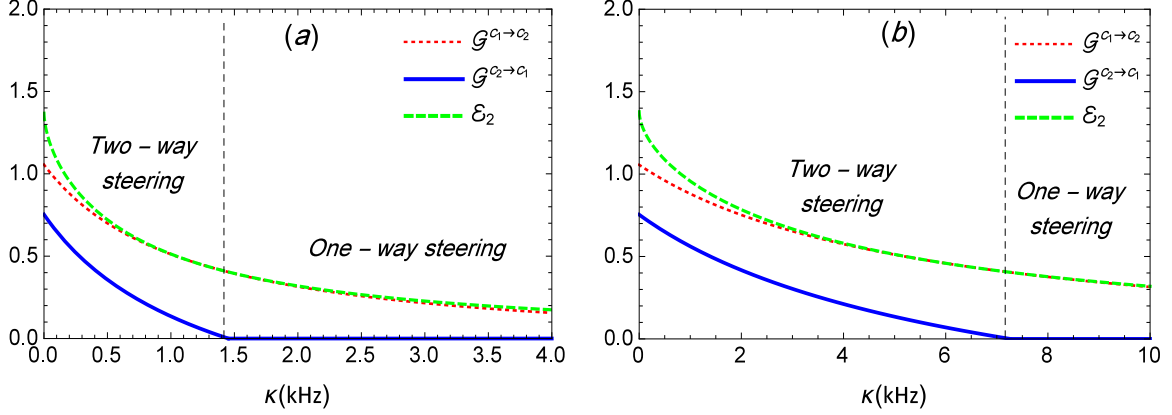 (a)
𝒢^{c₁→c₂}
𝒢^{c₂→c₁}
ℰ₂
Two – way
steering
One – way steering
2.0
1.5
1.0
0.5
0.0
0.0 0.5 1.0 1.5 2.0 2.5 3.0 3.5 4.0
κ(kHz)
(b)
𝒢^{c₁→c₂}
𝒢^{c₂→c₁}
ℰ₂
Two – way
steering
One – way
steering
2.0
1.5
1.0
0.5
0.0
0 2 4 6 8 10
κ(kHz)